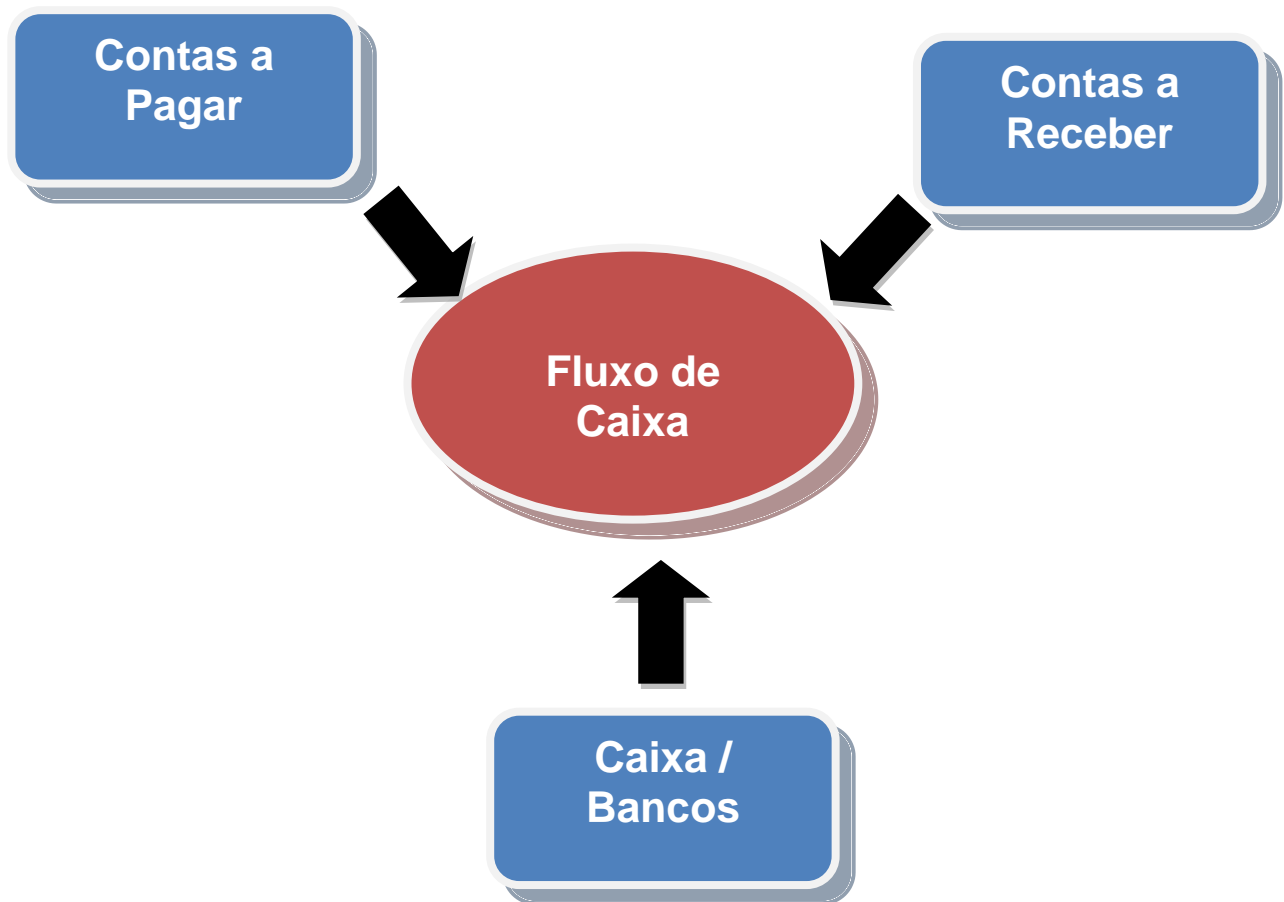 Contas a
Pagar
Contas a
Receber
Fluxo de
Caixa
Caixa /
Bancos